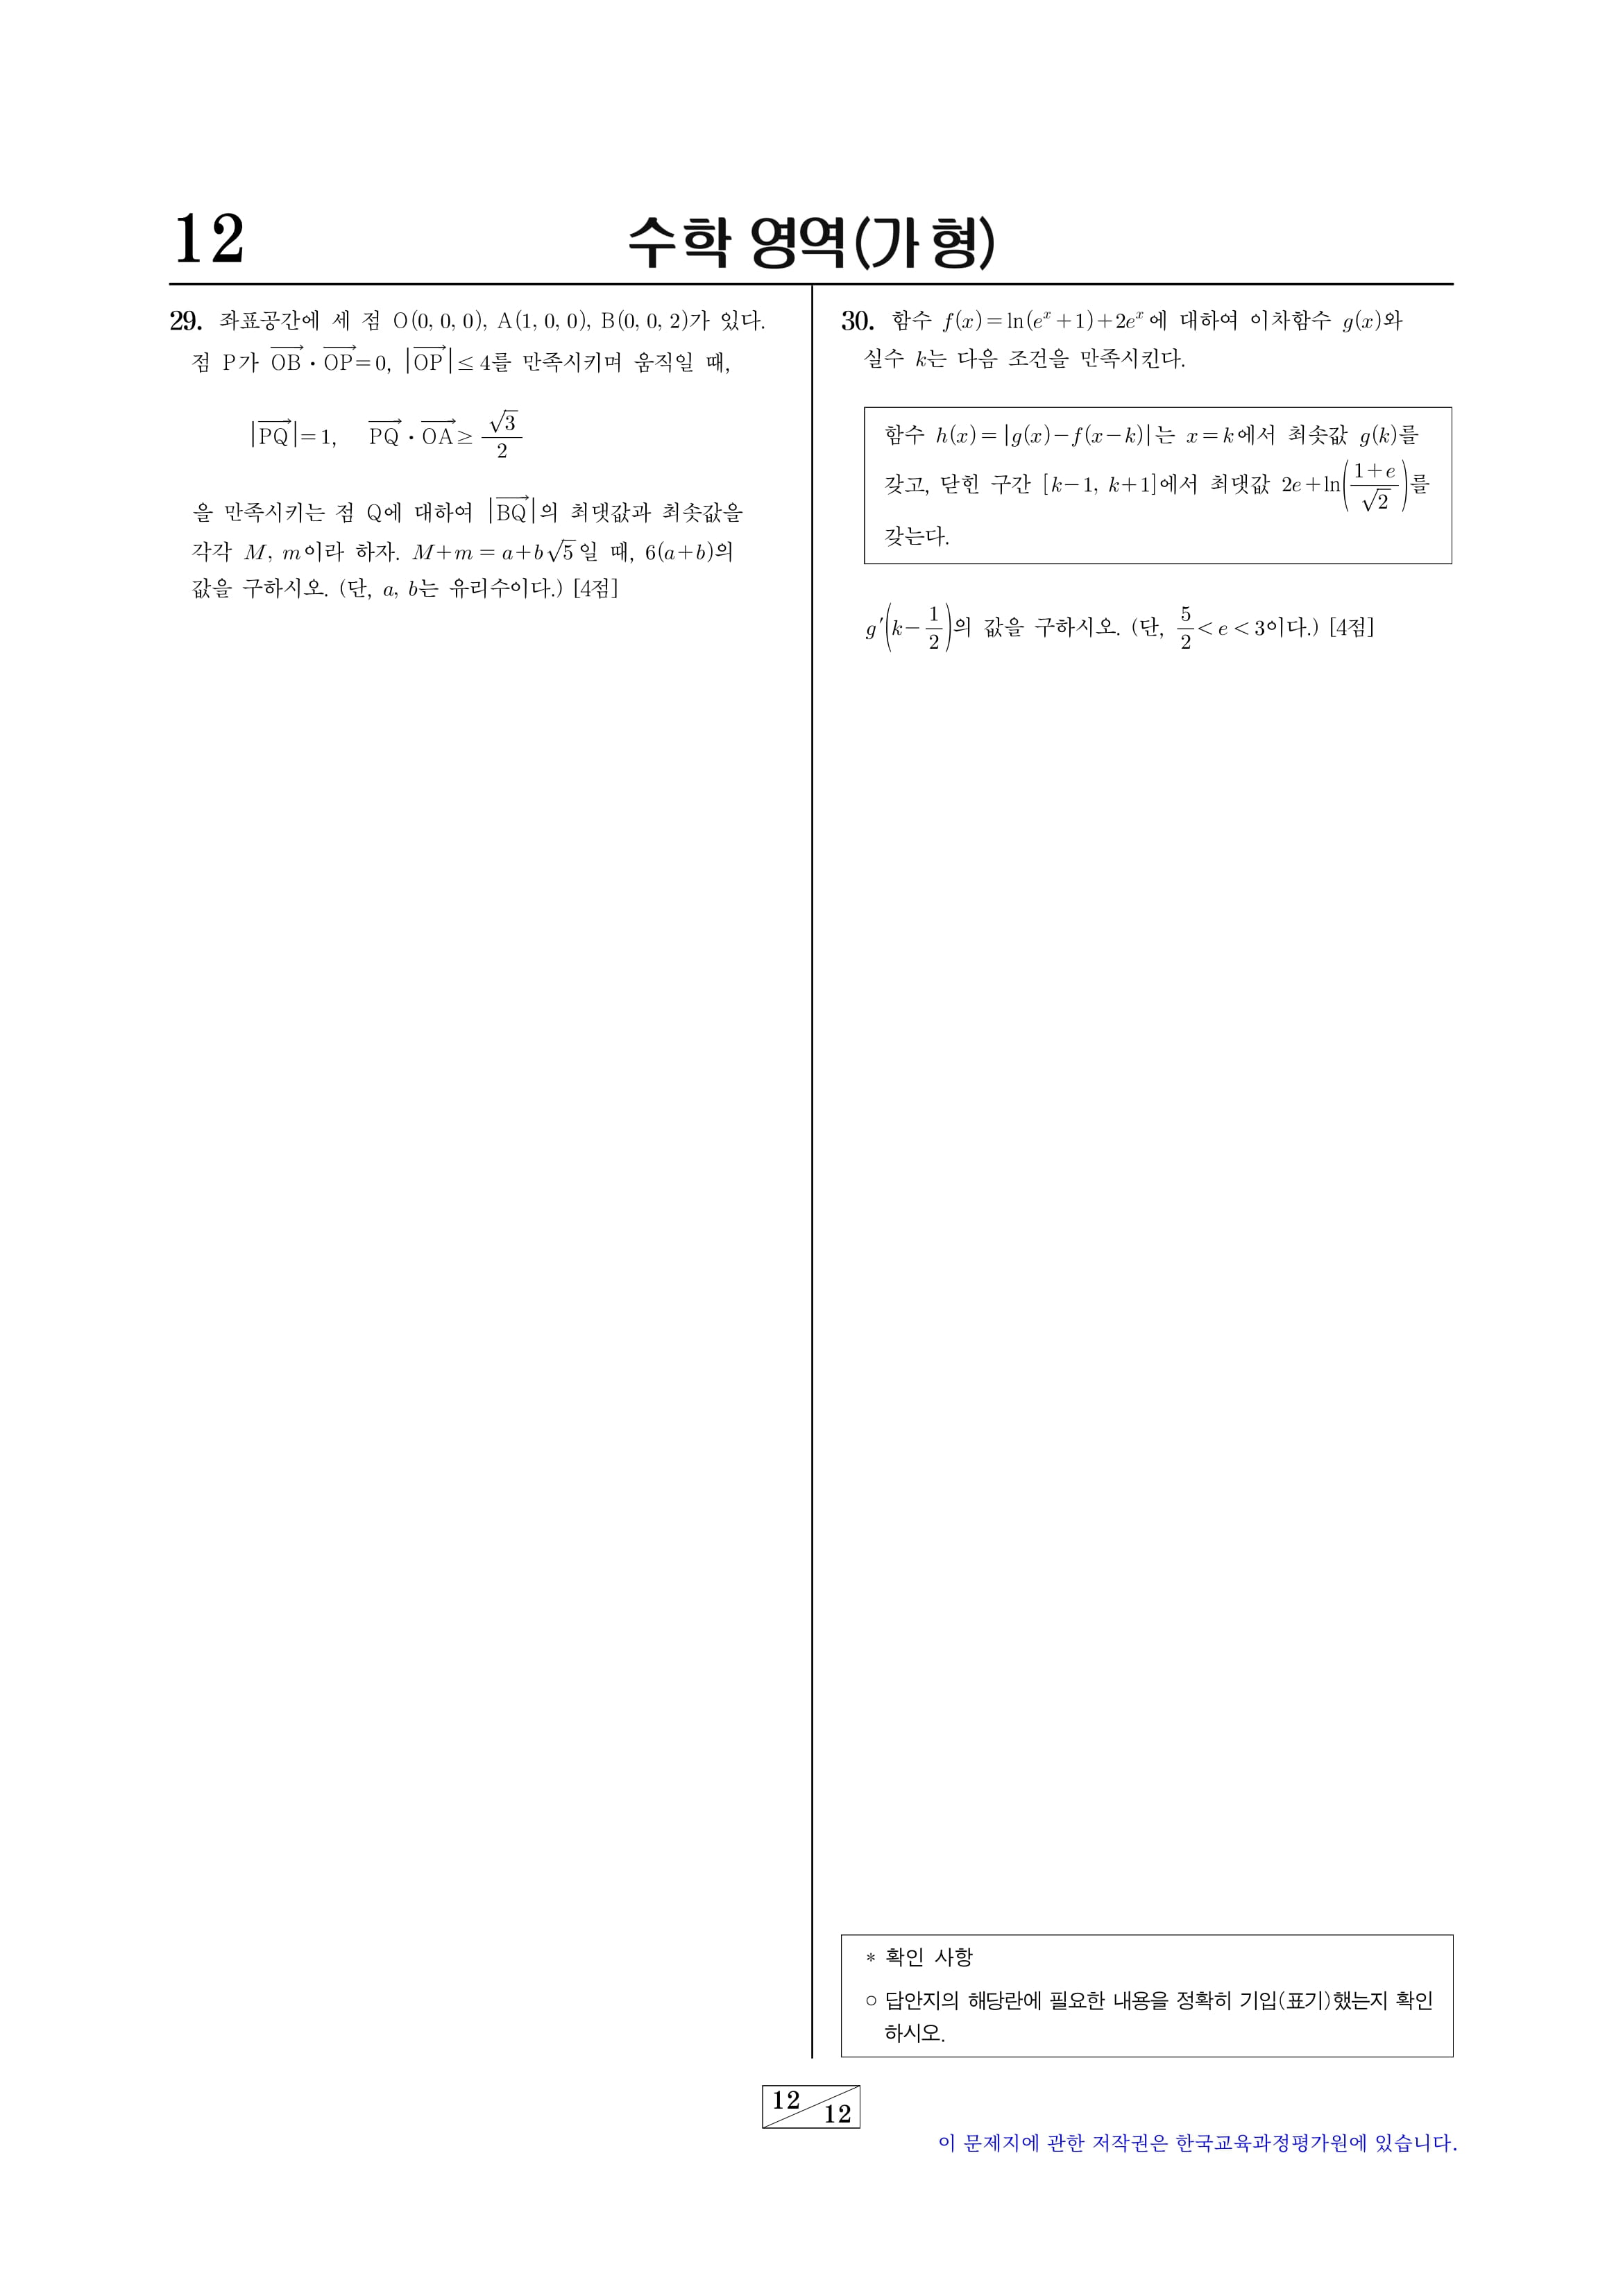 12
수학 영역(가 형)
29. 좌표공간에 세 점 O(0, 0, 0), A(1, 0, 0), B(0, 0, 2)가 있다.
점 P가 $\overrightarrow{OB}\cdot\overrightarrow{OP}=0$, $|\overrightarrow{OP}|\leq 4$를 만족시키며 움직일 때,
$|\overrightarrow{PQ}|=1$, $\overrightarrow{PQ}\cdot\overrightarrow{OA}\geq\frac{\sqrt{3}}{2}$
을 만족시키는 점 Q에 대하여 $|\overrightarrow{BQ}|$의 최댓값과 최솟값을
각각 M, m이라 하자. $M+m=a+b\sqrt{5}$일 때, 6(a+b)의
값을 구하시오. (단, a, b는 유리수이다.) [4점]
30. 함수 $f(x)=\ln(e^x+1)+2e^x$에 대하여 이차함수 g(x)와
실수 k는 다음 조건을 만족시킨다.
함수 $h(x)=|g(x)-f(x-k)|$는 x=k에서 최솟값 g(k)를
갖고, 닫힌 구간 [k-1, k+1]에서 최댓값 $2e+\ln\left(\frac{1+e}{\sqrt{2}}\right)$를
갖는다.
$g'\left(k-\frac{1}{2}\right)$의 값을 구하시오. (단, $\frac{5}{2}<e<3$이다.) [4점]
* 확인 사항
○ 답안지의 해당란에 필요한 내용을 정확히 기입(표기)했는지 확인
하시오.
12
12
이 문제지에 관한 저작권은 한국교육과정평가원에 있습니다.